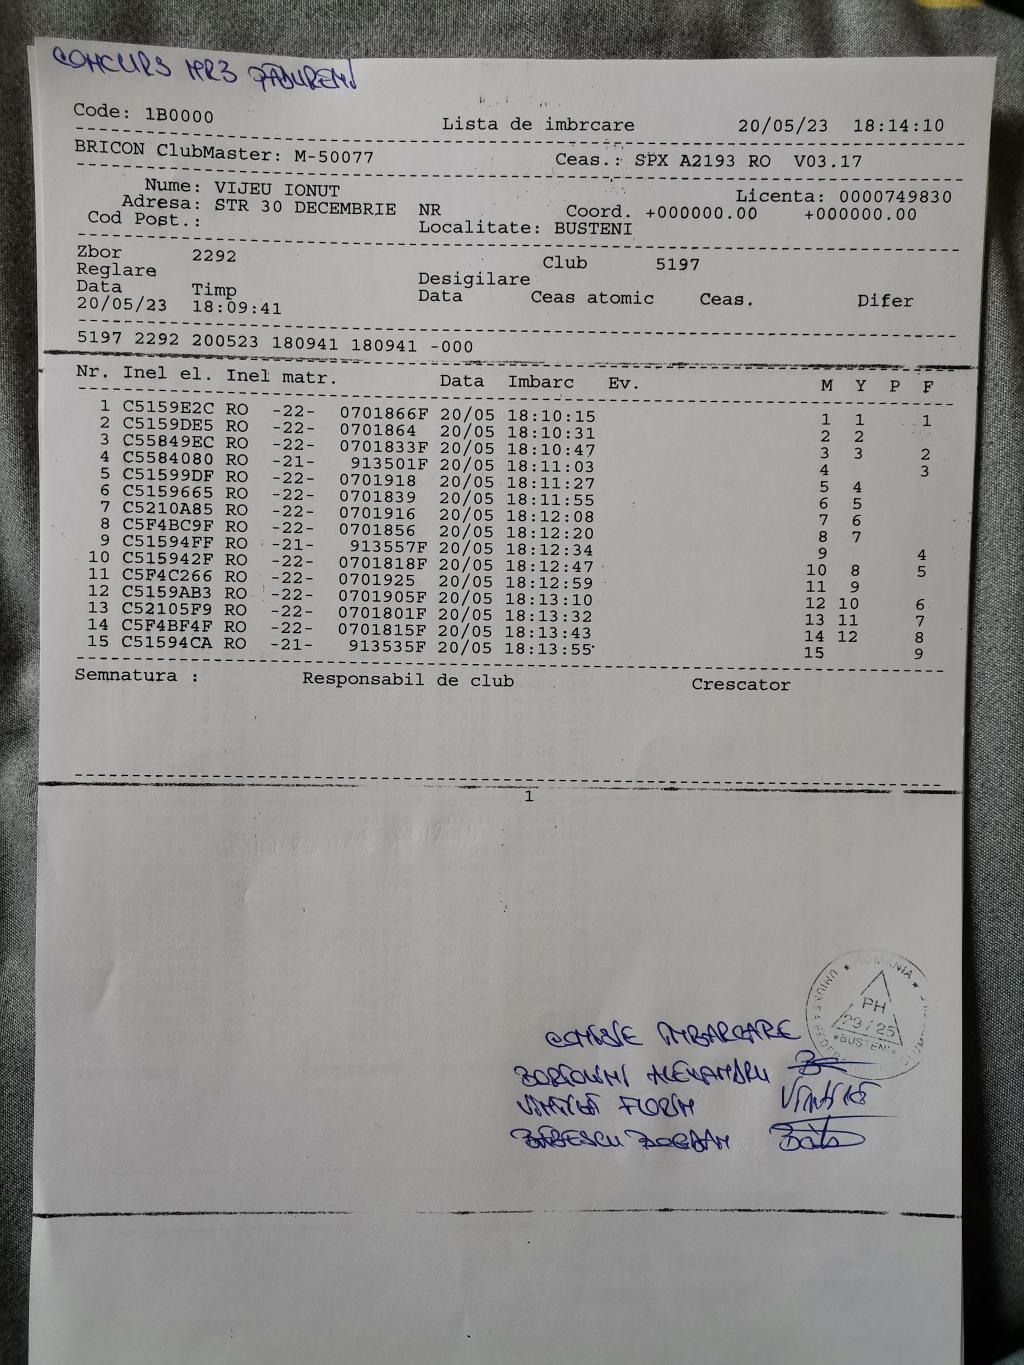 CONCURS NR3 PĂDURENI
Code: 1B0000 Lista de imbrcare 20/05/23 18:14:10
BRICON ClubMaster: M-50077 Ceas.: SPX A2193 RO V03.17
Nume: VIJEU IONUT Licenta: 0000749830
Adresa: STR 30 DECEMBRIE NR Coord. +000000.00 +000000.00
Cod Post.: Localitate: BUSTENI
Zbor 2292 Club 5197
Reglare Desigilare
Data Timp Data Ceas atomic Ceas. Difer
20/05/23 18:09:41
5197 2292 200523 180941 180941 -000
Nr. Inel el. Inel matr. Data Imbarc Ev. M Y P F
1 C5159E2C RO -22- 0701866F 20/05 18:10:15 1 1 1
2 C5159DE5 RO -22- 0701864 20/05 18:10:31 2 2
3 C55849EC RO -22- 0701833F 20/05 18:10:47 3 3 2
4 C5584080 RO -21- 913501F 20/05 18:11:03 4 3
5 C51599DF RO -22- 0701918 20/05 18:11:27 5 4
6 C5159665 RO -22- 0701839 20/05 18:11:55 6 5
7 C5210A85 RO -22- 0701916 20/05 18:12:08 7 6
8 C5F4BC9F RO -22- 0701856 20/05 18:12:20 8 7
9 C51594FF RO -21- 913557F 20/05 18:12:34 9 4
10 C515942F RO -22- 0701818F 20/05 18:12:47 10 8 5
11 C5F4C266 RO -22- 0701925 20/05 18:12:59 11 9
12 C5159AB3 RO -22- 0701905F 20/05 18:13:10 12 10 6
13 C52105F9 RO -22- 0701801F 20/05 18:13:32 13 11 7
14 C5F4BF4F RO -22- 0701815F 20/05 18:13:43 14 12 8
15 C51594CA RO -21- 913535F 20/05 18:13:55 15 9
Semnatura : Responsabil de club Crescator
1
ROMANIA
PH
29/25
*BUSTENI*
COMISIE IMBARCARE
ALEXANDRU
FLORIN
BOGDAN